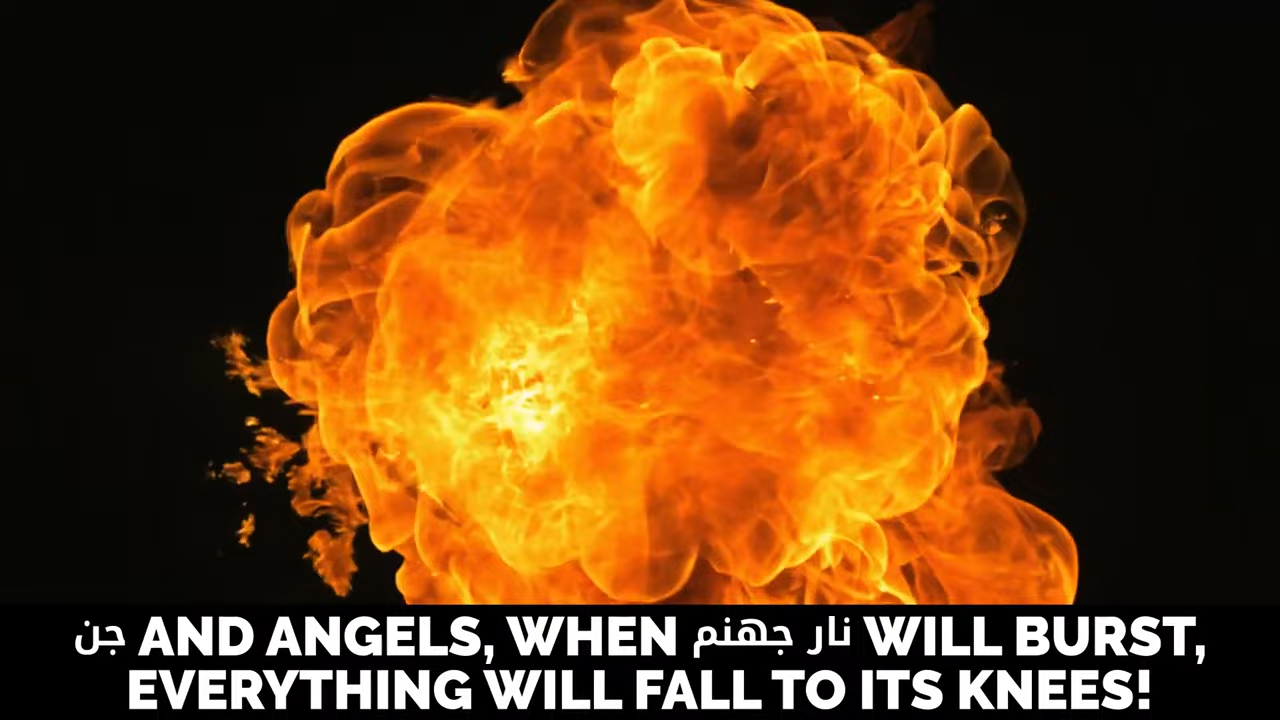 جن AND ANGELS, WHEN نار جهنم WILL BURST,
EVERYTHING WILL FALL TO ITS KNEES!